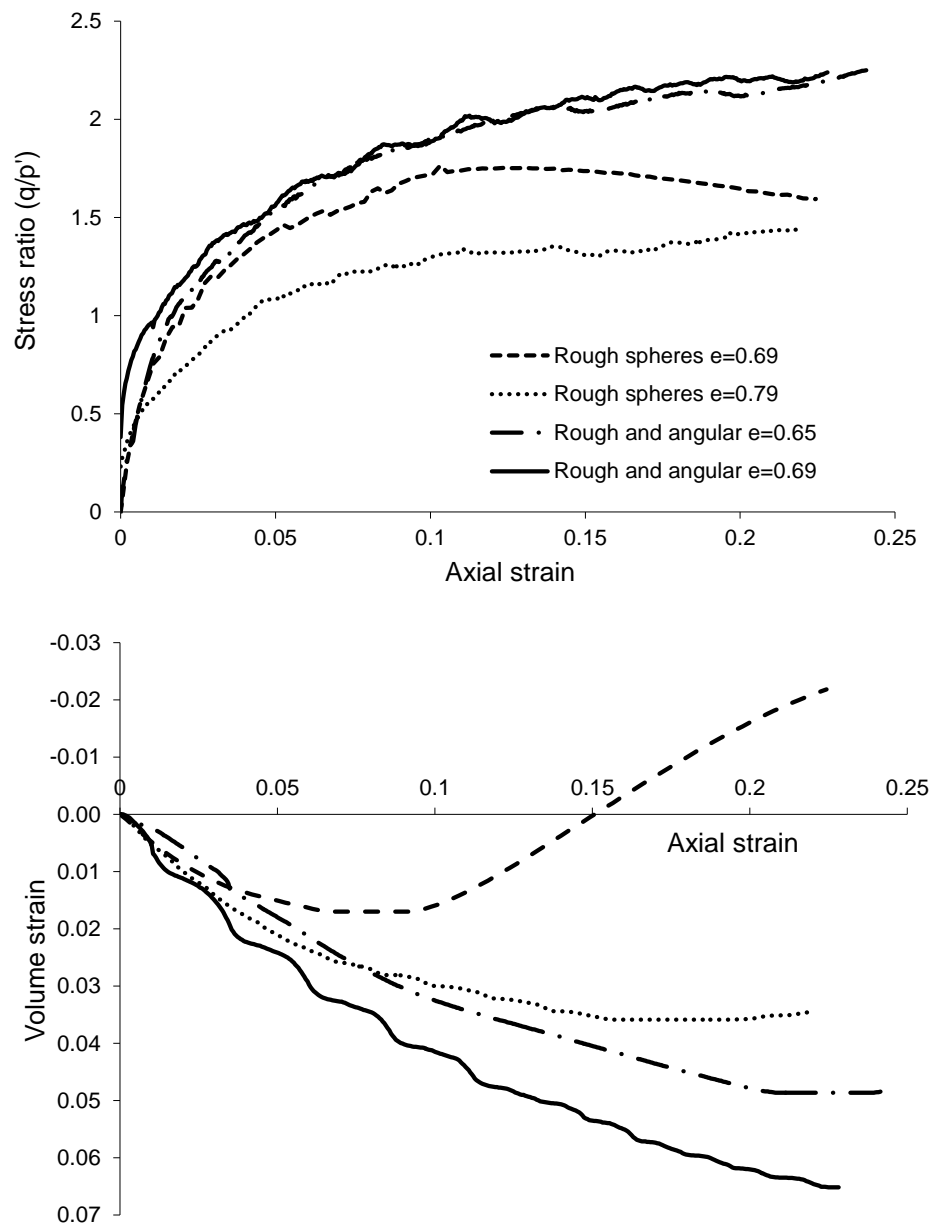 2.5
2
1.5
1
0.5
0
Stress ratio (q/p')
Rough spheres e=0.69
Rough spheres e=0.79
Rough and angular e=0.65
Rough and angular e=0.69
0 0.05 0.1 0.15 0.2 0.25
Axial strain
-0.03
-0.02
-0.01
0 0.05 0.1 0.15 0.2 0.25
0.00
Axial strain
0.01
0.02
0.03
0.04
0.05
0.06
0.07
Volume strain